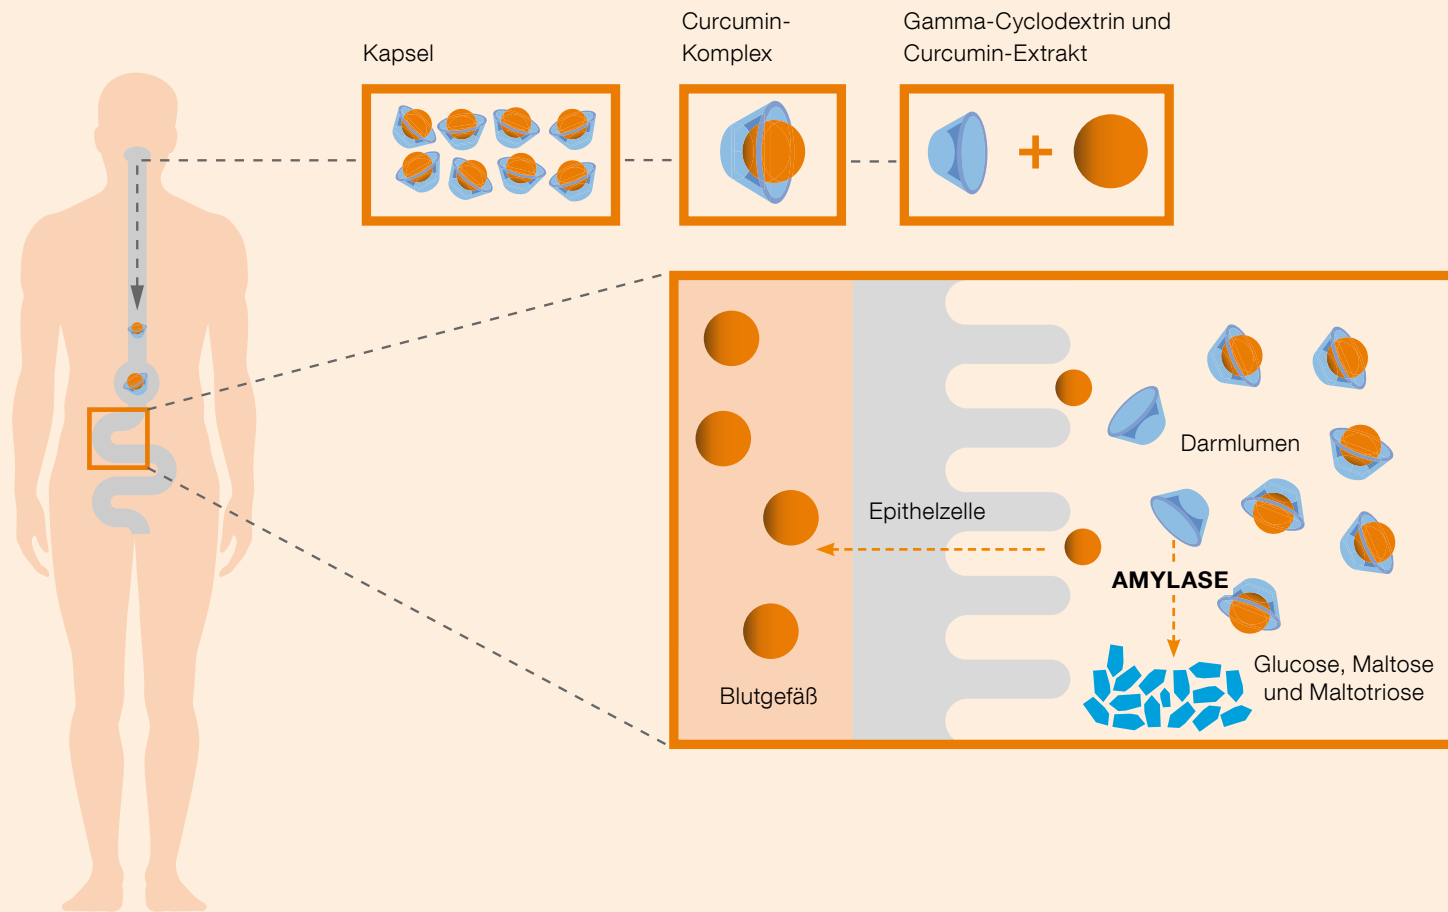 Kapsel
Curcumin-
Komplex
Gamma-Cyclodextrin und
Curcumin-Extrakt
Darmlumen
Epithelzelle
AMYLASE
Glucose, Maltose
und Maltotriose
Blutgefäß